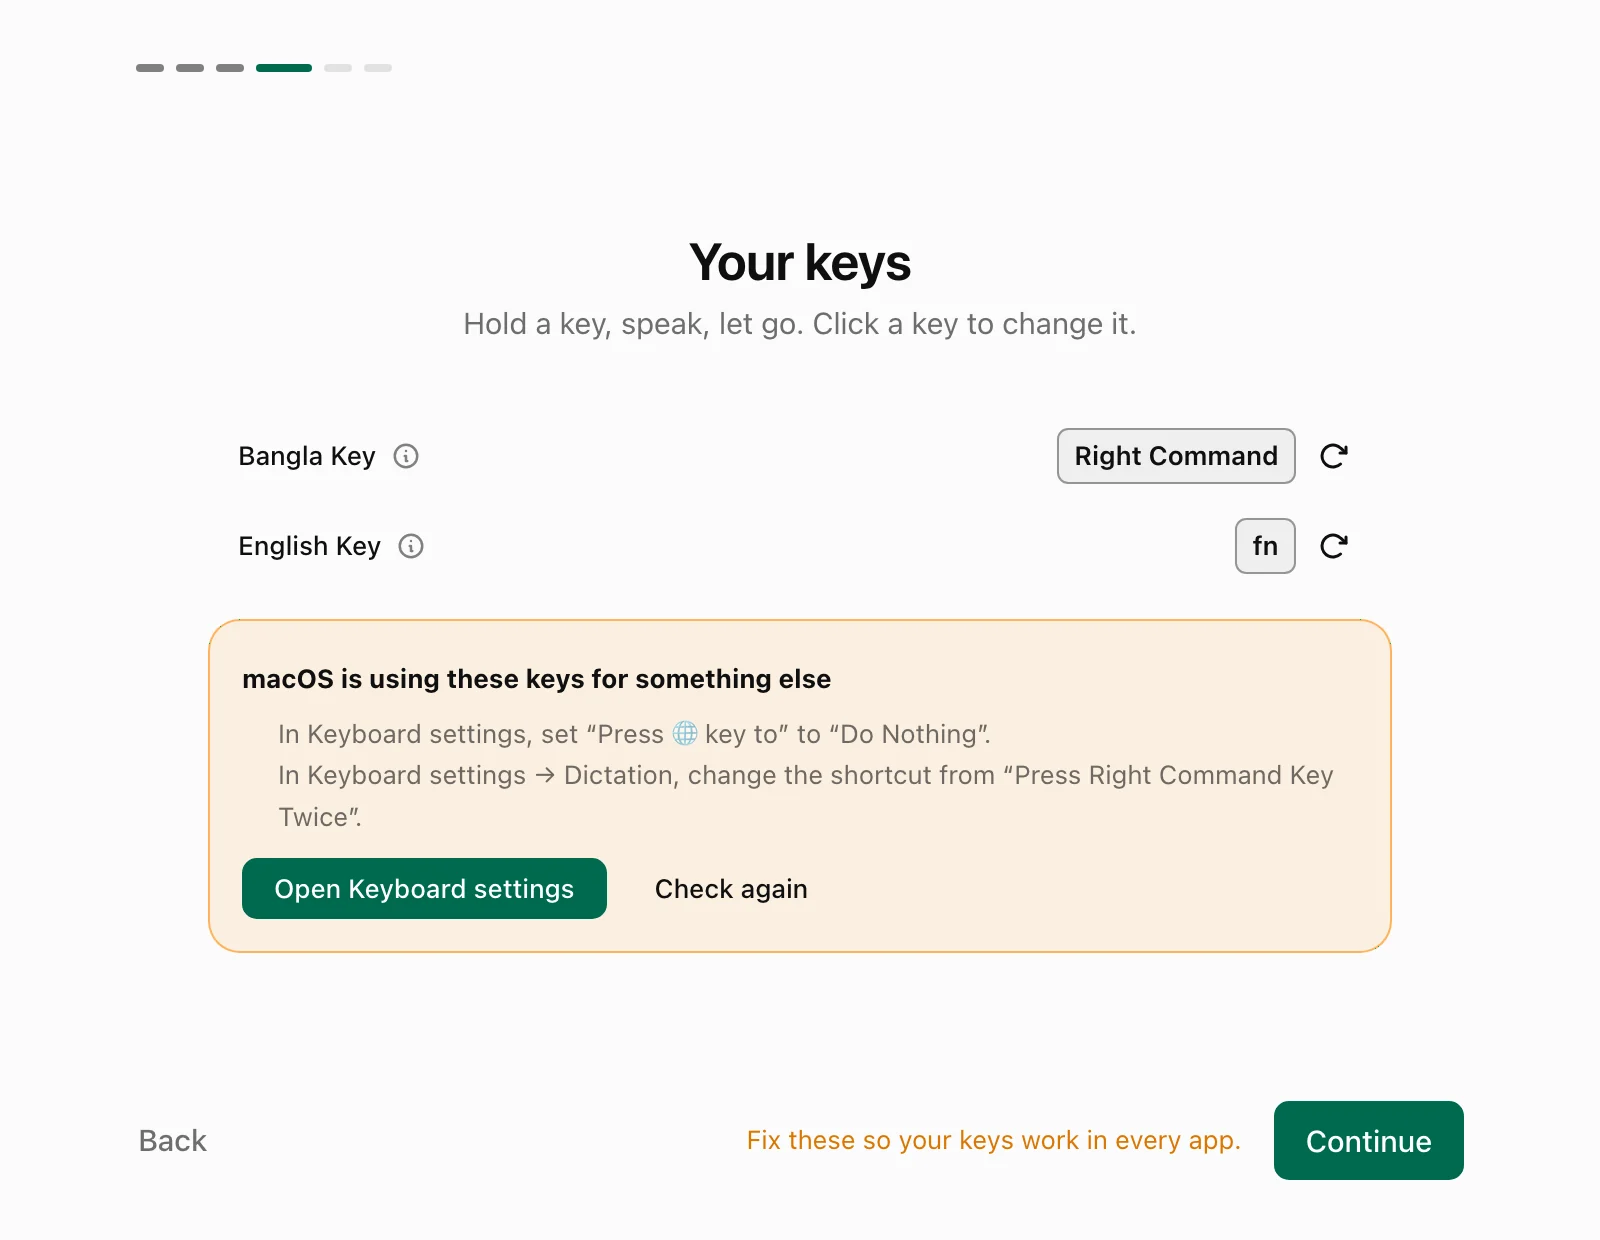 Your keys
Hold a key, speak, let go. Click a key to change it.
Bangla Key
Right Command
English Key
fn
macOS is using these keys for something else
In Keyboard settings, set “Press 🌐 key to” to “Do Nothing”.
In Keyboard settings → Dictation, change the shortcut from “Press Right Command Key
Twice”.
Open Keyboard settings
Check again
Back
Fix these so your keys work in every app.
Continue